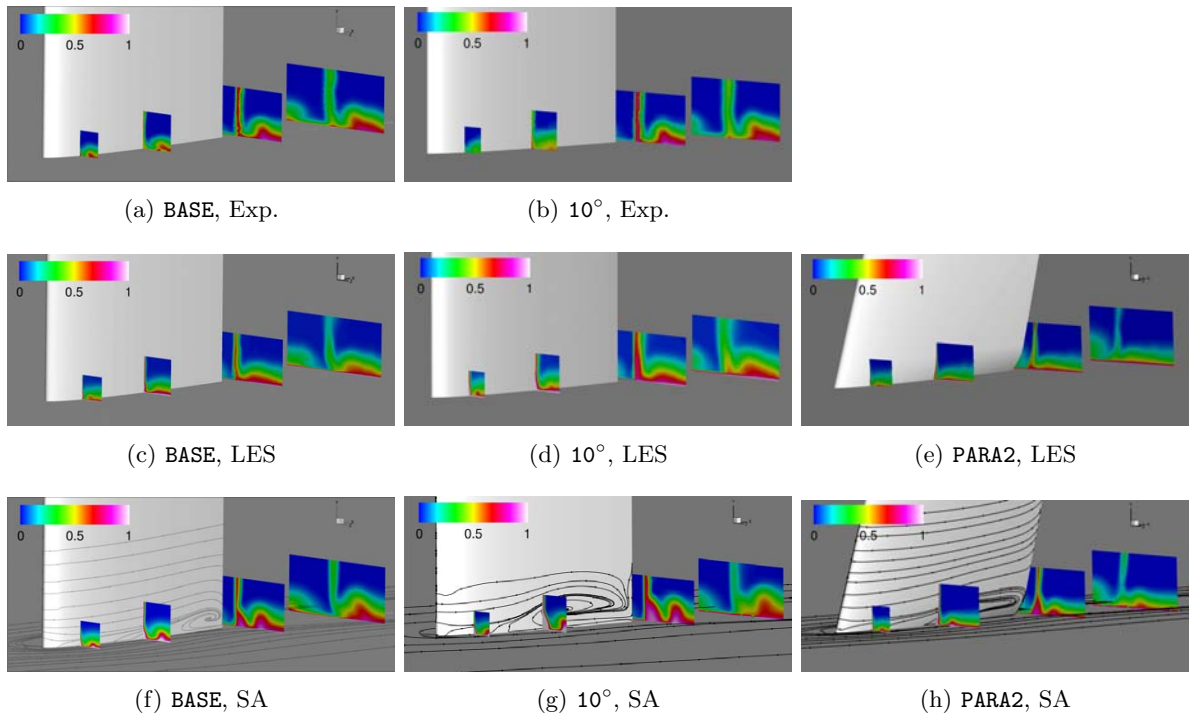 0 0.5 1
0 0.5 1
(a) BASE, Exp.
(b) 10°, Exp.
0 0.5 1
0 0.5 1
0 0.5 1
(c) BASE, LES
(d) 10°, LES
(e) PARA2, LES
0 0.5 1
0 0.5 1
0 0.5 1
(f) BASE, SA
(g) 10°, SA
(h) PARA2, SA